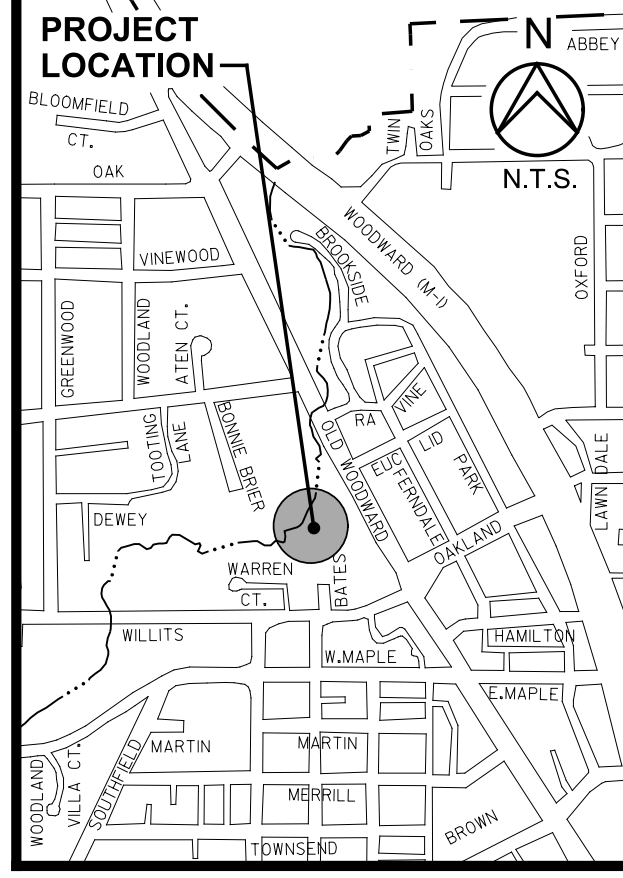 PROJECT
LOCATION
N
ABBEY
BLOOMFIELD
CT.
TWIN
OAKS
OAK
N.T.S.
WOODWARD (M-1)
BROOKSIDE
OXFORD
VINEWOOD
GREENWOOD
WOODLAND
ATEN CT.
TOOTING
LANE
BONNIE BRIER
OLD WOODWARD
RA
VINE
EUC
LID
FERNDALE
PARK
LAWN DALE
DEWEY
OAKLAND
WARREN
CT.
BATES
WILLITS
HAMILTON
W.MAPLE
E.MAPLE
MARTIN
MARTIN
WOODLAND
VILLA CT.
SOUTHFIELD
MERRILL
BROWN
TOWNSEND